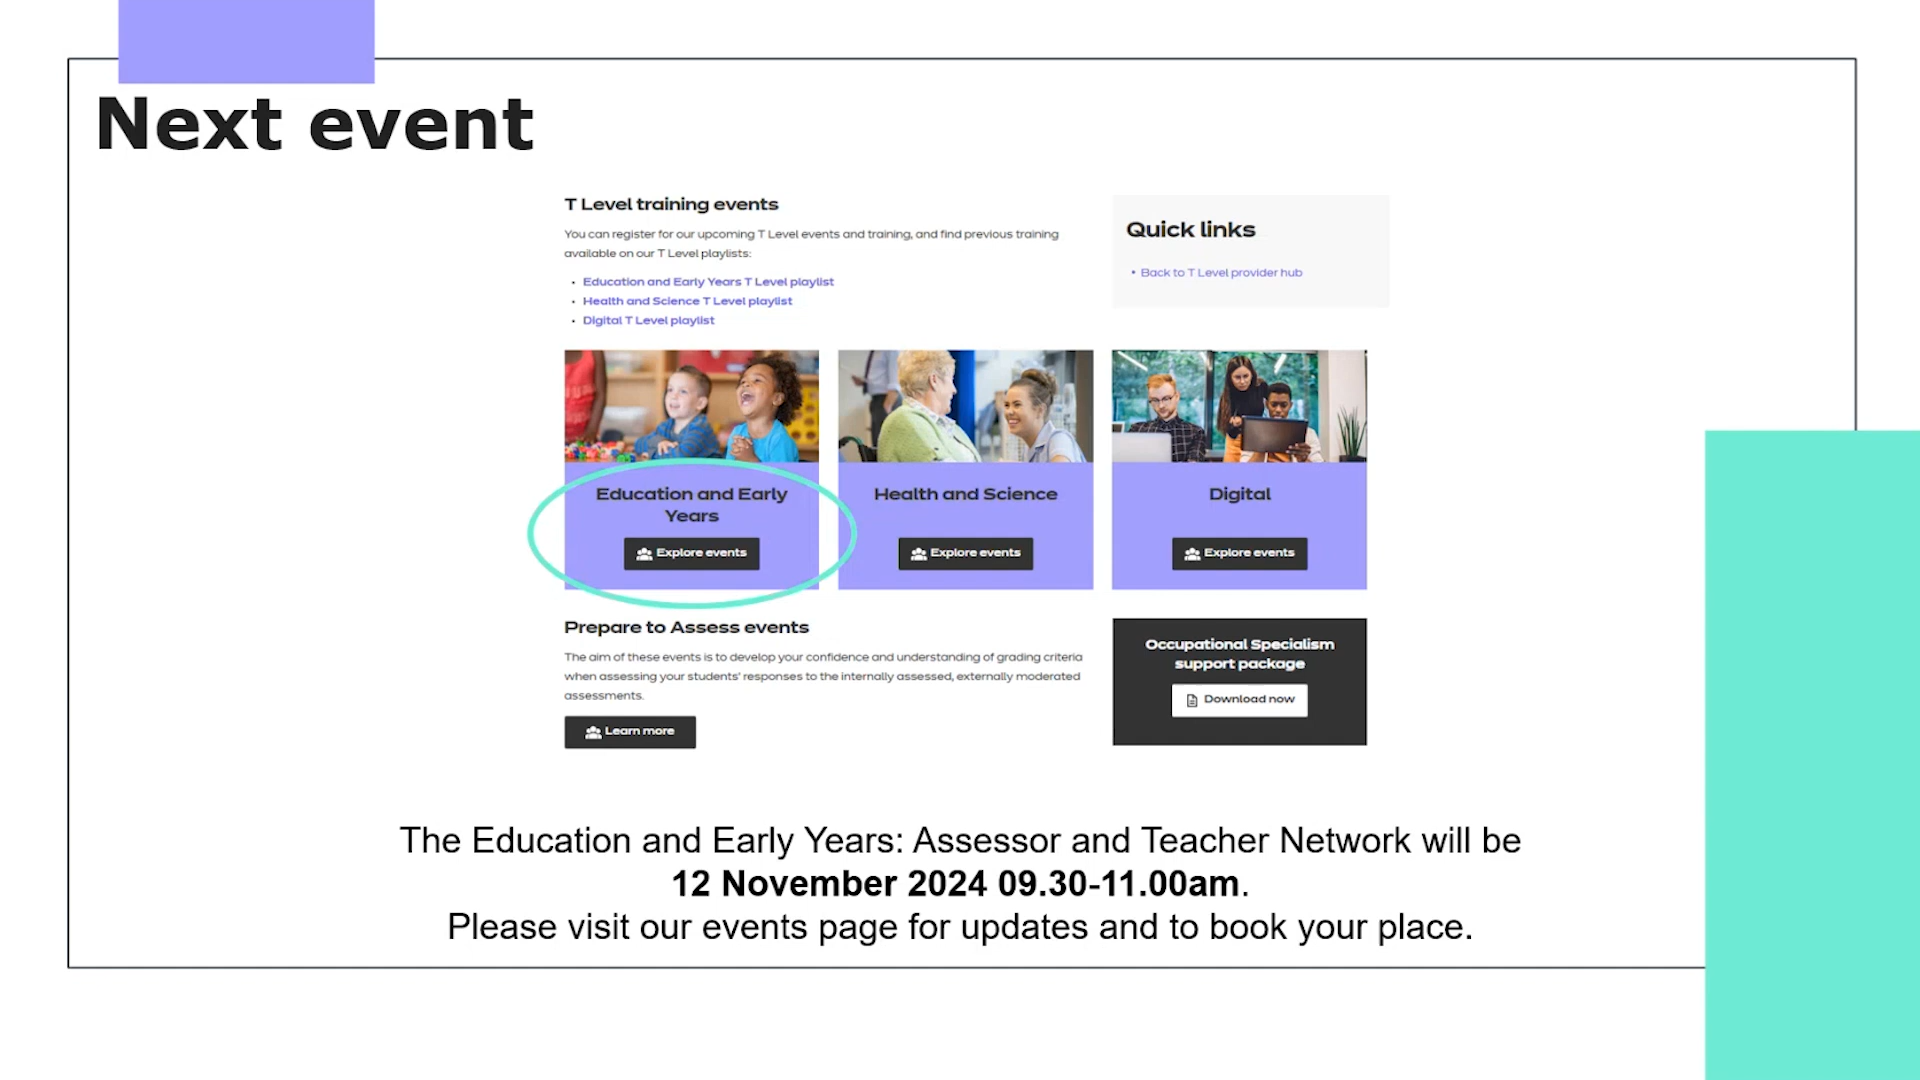 Next event
T Level training events
You can register for our upcoming T Level events and training, and find previous training
available on our T Level playlists:
• Education and Early Years T Level playlist
• Health and Science T Level playlist
• Digital T Level playlist
Quick links
• Back to T Level provider hub
Education and Early
Years
Explore events
Health and Science
Explore events
Digital
Explore events
Prepare to Assess events
The aim of these events is to develop your confidence and understanding of grading criteria
when assessing your students' responses to the internally assessed, externally moderated
assessments.
Learn more
Occupational Specialism
support package
Download now
The Education and Early Years: Assessor and Teacher Network will be
12 November 2024 09.30-11.00am.
Please visit our events page for updates and to book your place.